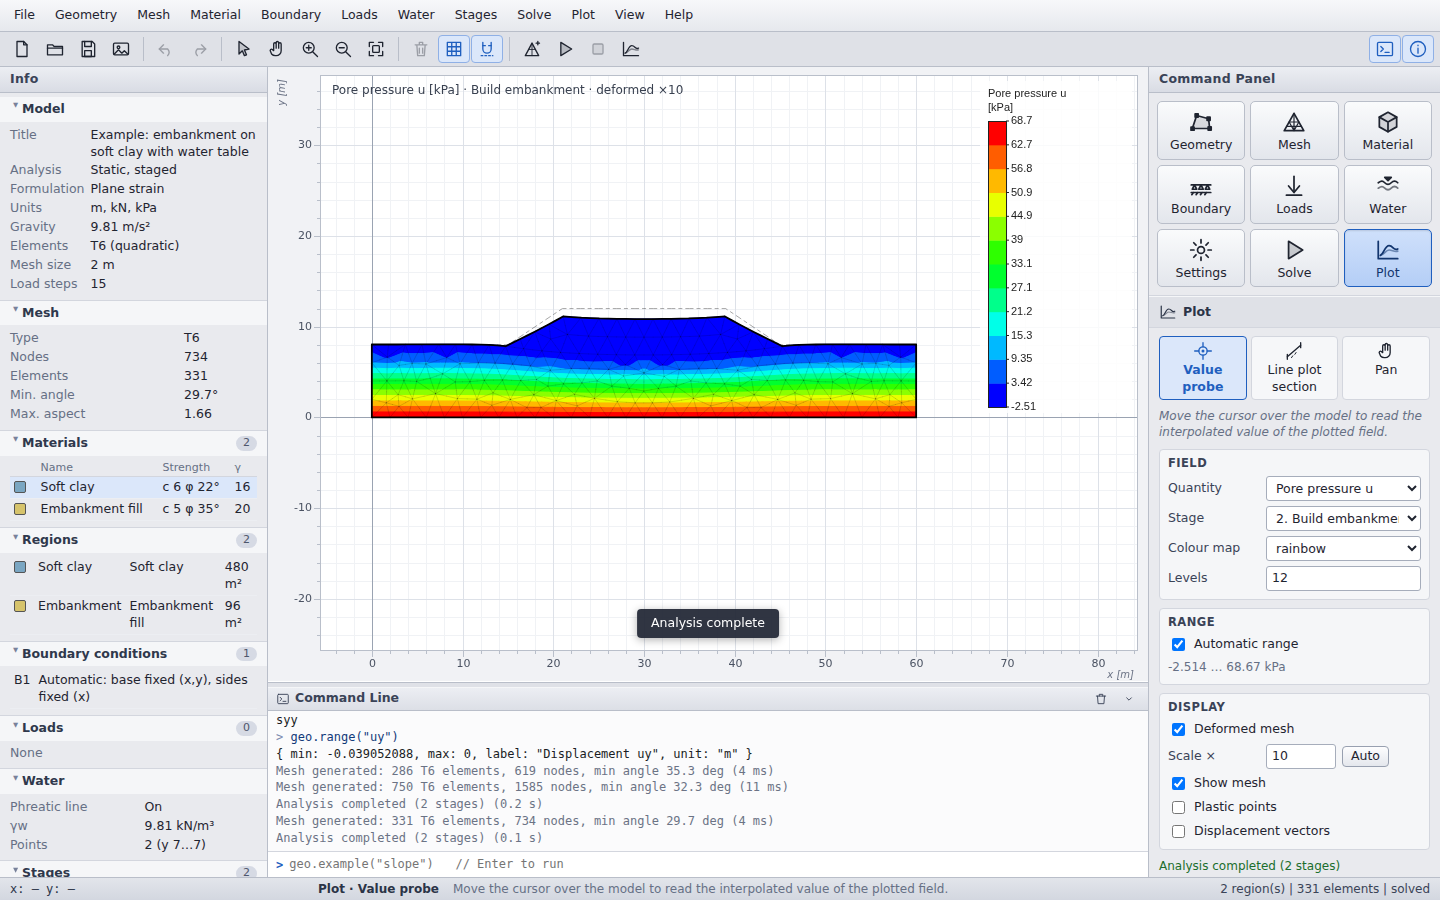 File Geometry Mesh Material Boundary Loads Water Stages Solve Plot View Help
Info
Model
Title Example: embankment on soft clay with water table
Analysis Static, staged
Formulation Plane strain
Units m, kN, kPa
Gravity 9.81 m/s²
Elements T6 (quadratic)
Mesh size 2 m
Load steps 15
Mesh
Type T6
Nodes 734
Elements 331
Min. angle 29.7°
Max. aspect 1.66
Materials 2
Name Strength γ
Soft clay c 6 φ 22° 16
Embankment fill c 5 φ 35° 20
Regions 2
Soft clay Soft clay 480 m²
Embankment Embankment fill 96 m²
Boundary conditions 1
B1 Automatic: base fixed (x,y), sides fixed (x)
Loads 0
None
Water
Phreatic line On
γw 9.81 kN/m³
Points 2 (y 7…7)
Stages 2
y [m]
Pore pressure u [kPa] · Build embankment · deformed ×10
30
20
10
0
-10
-20
0 10 20 30 40 50 60 70 80
x [m]
Pore pressure u
[kPa]
68.7
62.7
56.8
50.9
44.9
39
33.1
27.1
21.2
15.3
9.35
3.42
-2.51
Analysis complete
Command Line
syy
> geo.range("uy")
{ min: -0.039052088, max: 0, label: "Displacement uy", unit: "m" }
Mesh generated: 286 T6 elements, 619 nodes, min angle 35.3 deg (4 ms)
Mesh generated: 750 T6 elements, 1585 nodes, min angle 32.3 deg (11 ms)
Analysis completed (2 stages) (0.2 s)
Mesh generated: 331 T6 elements, 734 nodes, min angle 29.7 deg (4 ms)
Analysis completed (2 stages) (0.1 s)
> geo.example("slope") // Enter to run
Command Panel
Geometry Mesh Material
Boundary Loads Water
Settings Solve Plot
Plot
Value probe
Line plot section
Pan
Move the cursor over the model to read the
interpolated value of the plotted field.
FIELD
Quantity Pore pressure u
Stage 2. Build embankme
Colour map rainbow
Levels 12
RANGE
Automatic range
-2.514 … 68.67 kPa
DISPLAY
Deformed mesh
Scale × 10 Auto
Show mesh
Plastic points
Displacement vectors
Analysis completed (2 stages)
x: – y: – Plot · Value probe Move the cursor over the model to read the interpolated value of the plotted field. 2 region(s) | 331 elements | solved